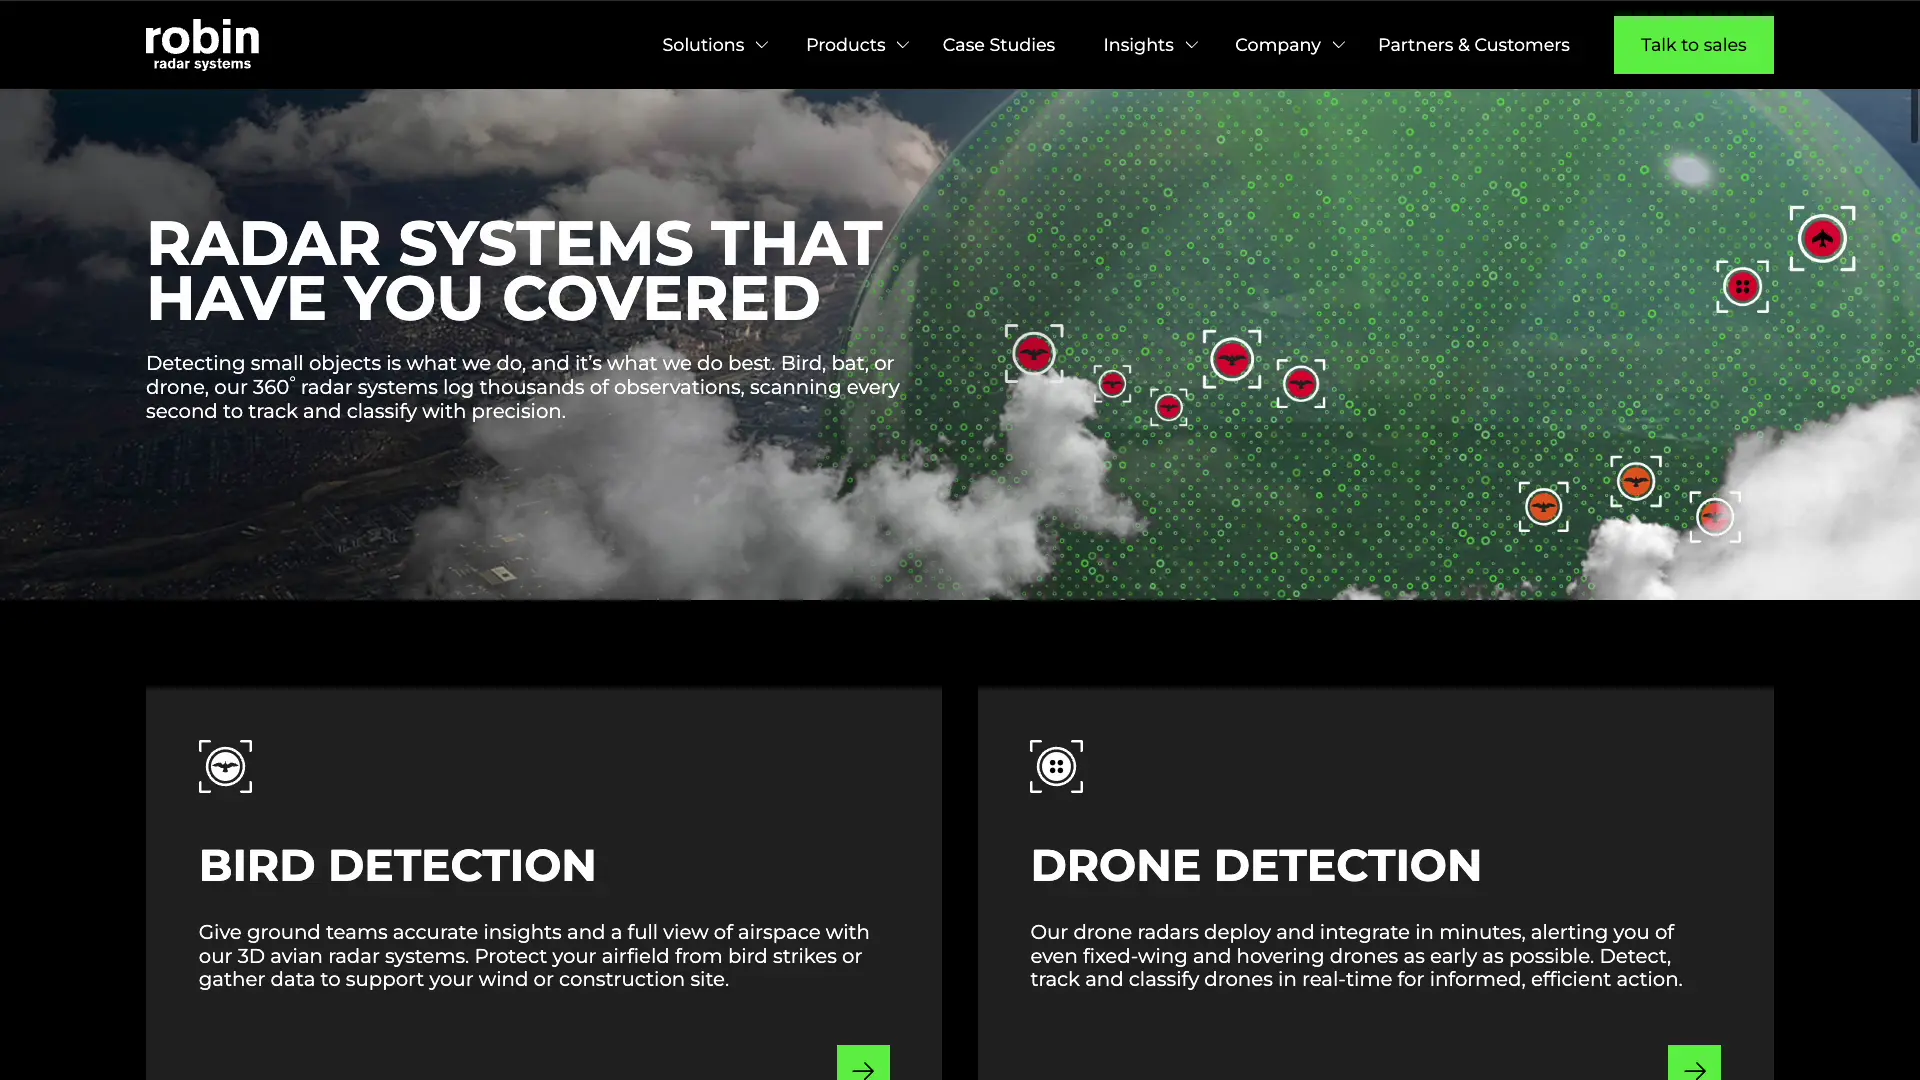 robin
radar systems
Solutions
Products
Case Studies
Insights
Company
Partners & Customers
Talk to sales
RADAR SYSTEMS THAT
HAVE YOU COVERED
Detecting small objects is what we do, and it’s what we do best. Bird, bat, or
drone, our 360° radar systems log thousands of observations, scanning every
second to track and classify with precision.
BIRD DETECTION
Give ground teams accurate insights and a full view of airspace with
our 3D avian radar systems. Protect your airfield from bird strikes or
gather data to support your wind or construction site.
DRONE DETECTION
Our drone radars deploy and integrate in minutes, alerting you of
even fixed-wing and hovering drones as early as possible. Detect,
track and classify drones in real-time for informed, efficient action.